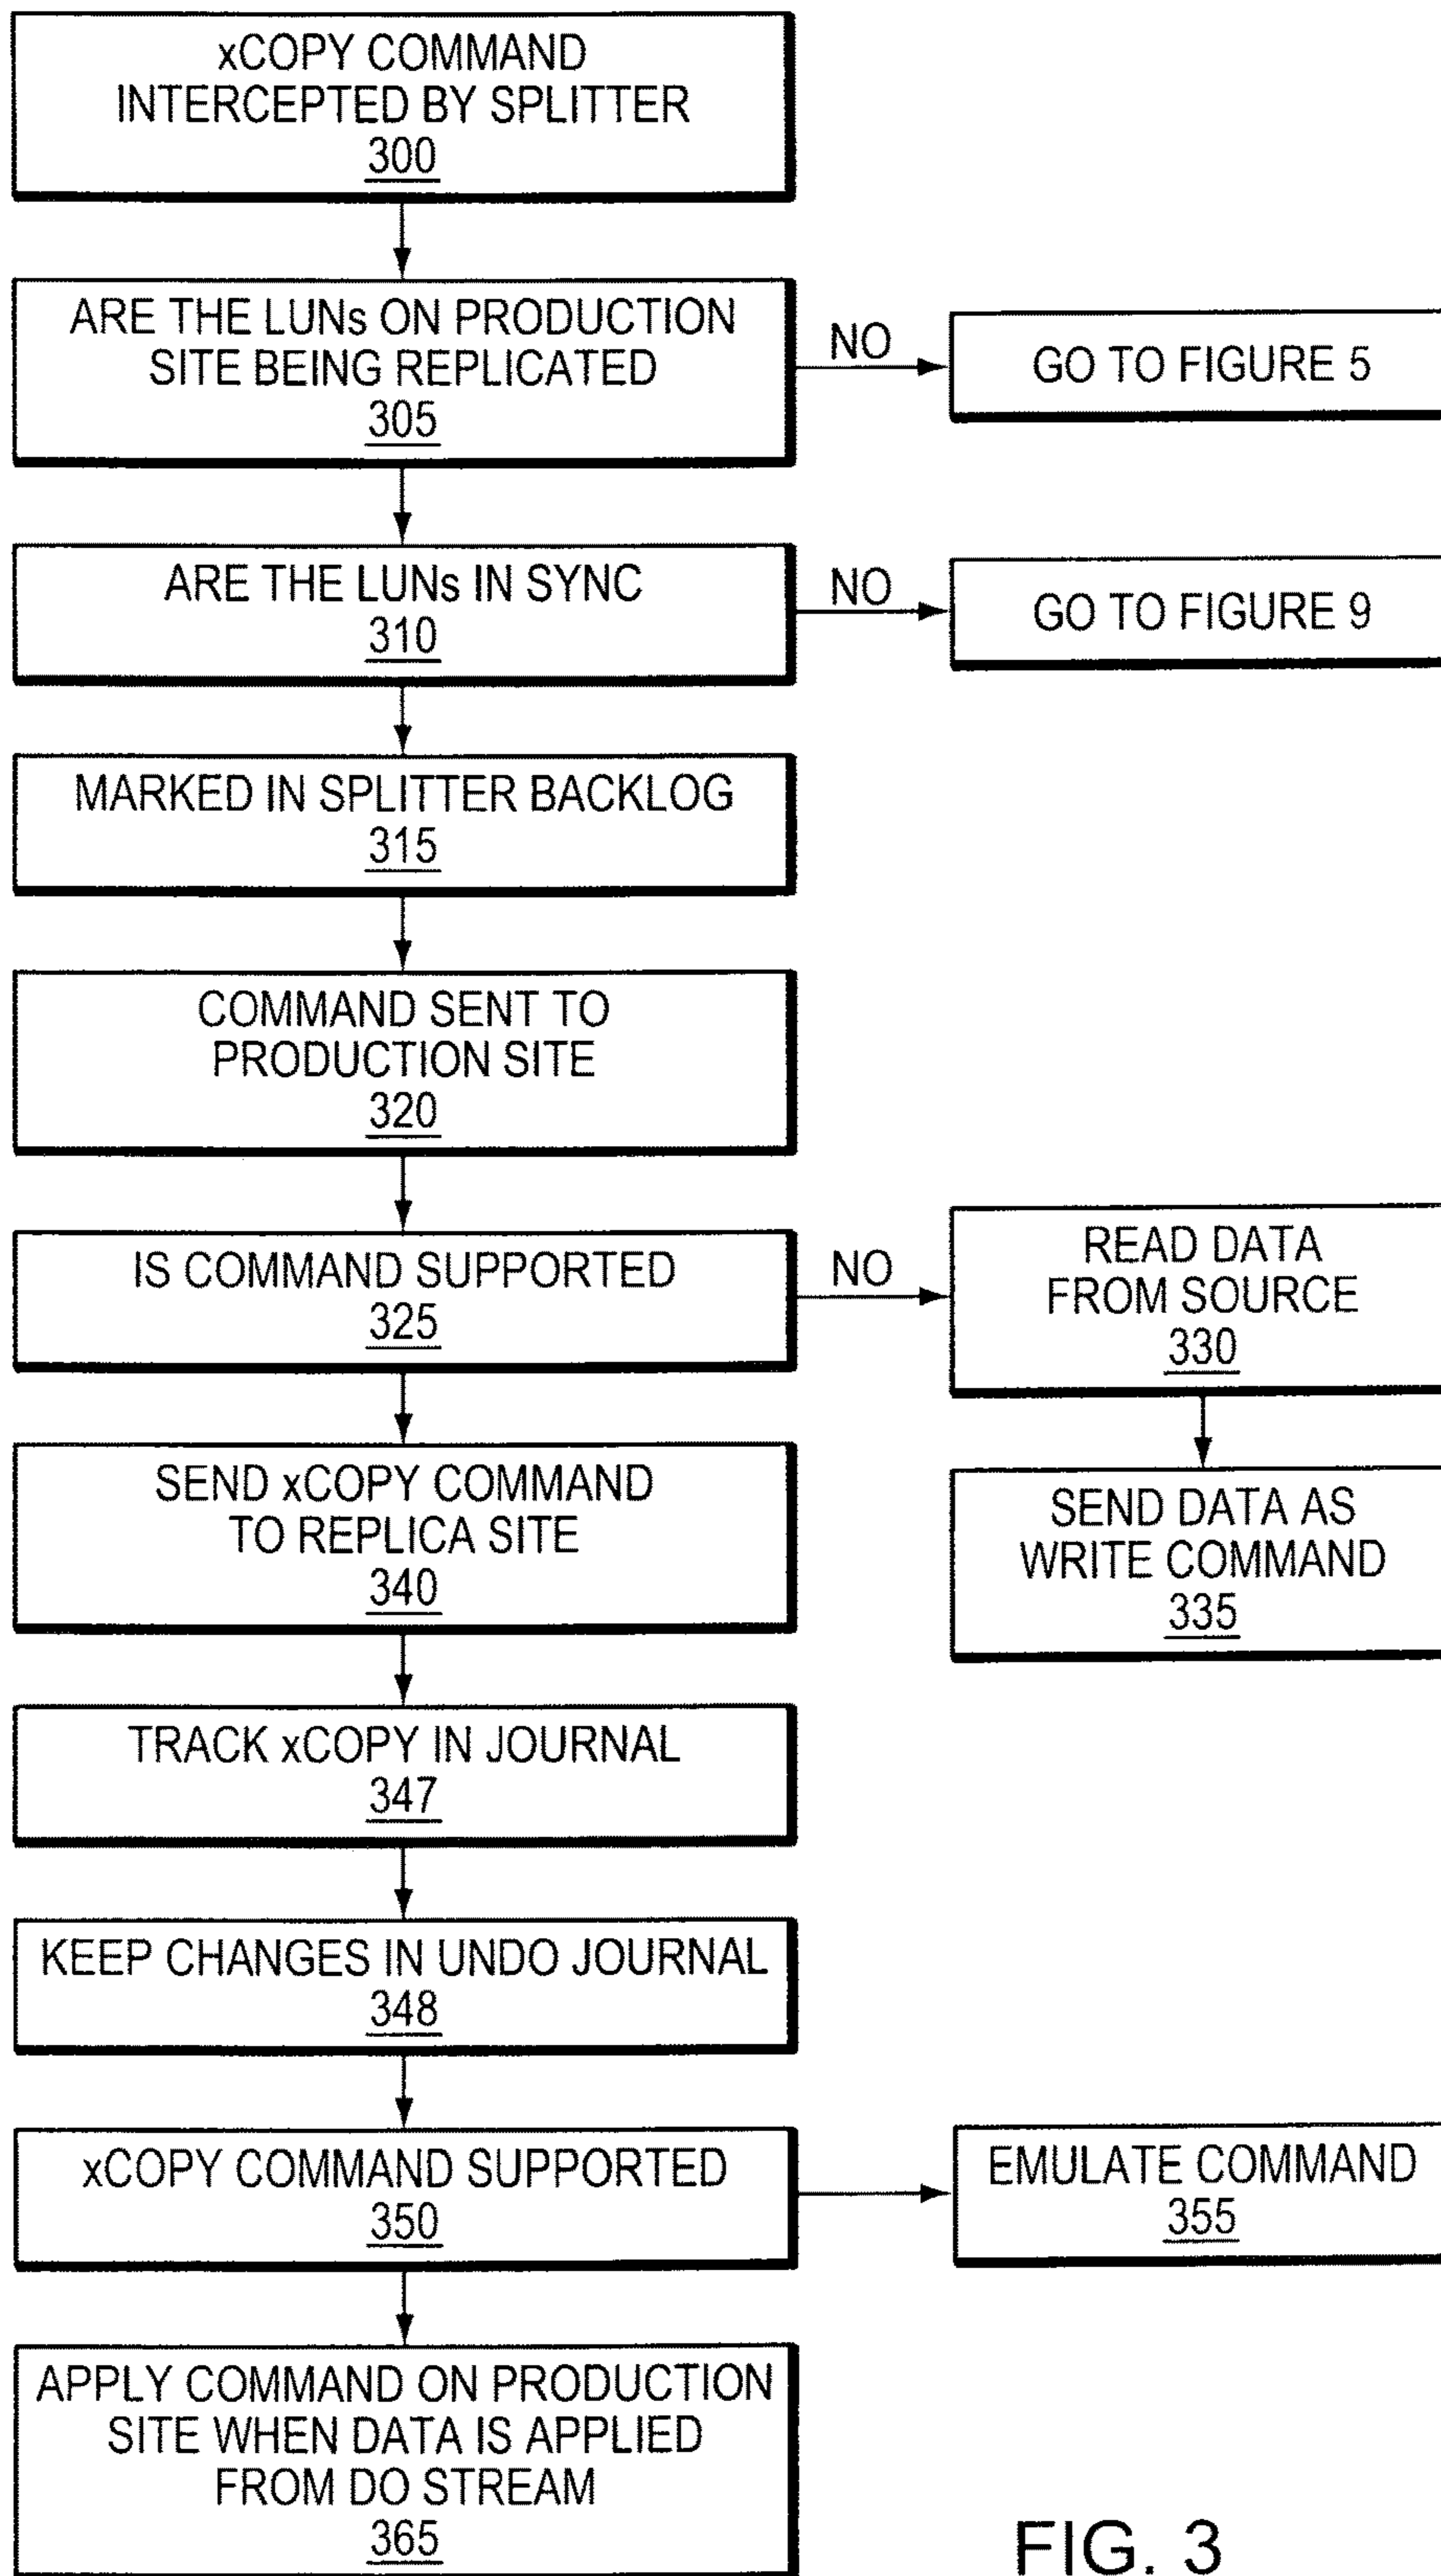 xCOPY COMMAND
INTERCEPTED BY SPLITTER
300
ARE THE LUNs ON PRODUCTION
SITE BEING REPLICATED
305
NO
GO TO FIGURE 5
ARE THE LUNs IN SYNC
310
NO
GO TO FIGURE 9
MARKED IN SPLITTER BACKLOG
315
COMMAND SENT TO
PRODUCTION SITE
320
IS COMMAND SUPPORTED
325
NO
READ DATA
FROM SOURCE
330
SEND DATA AS
WRITE COMMAND
335
SEND xCOPY COMMAND
TO REPLICA SITE
340
TRACK xCOPY IN JOURNAL
347
KEEP CHANGES IN UNDO JOURNAL
348
xCOPY COMMAND SUPPORTED
350
EMULATE COMMAND
355
APPLY COMMAND ON PRODUCTION
SITE WHEN DATA IS APPLIED
FROM DO STREAM
365
FIG. 3